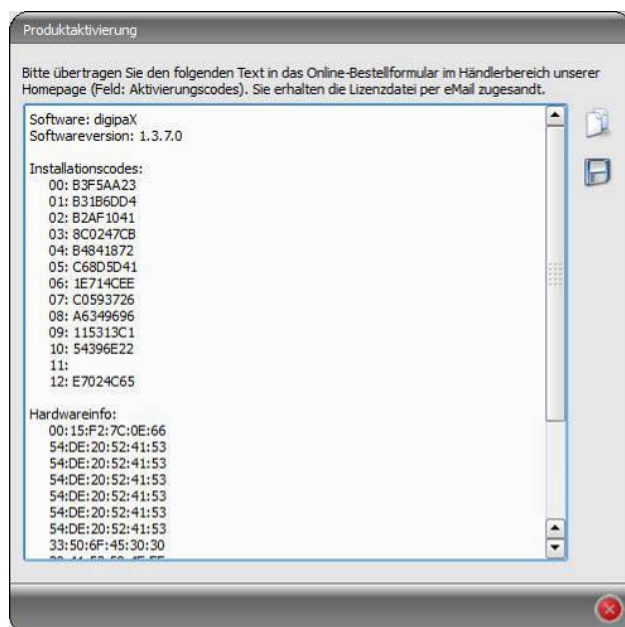 Produktaktivierung
Bitte übertragen Sie den folgenden Text in das Online-Bestellformular im Händlerbereich unserer
Homepage (Feld: Aktivierungscodes). Sie erhalten die Lizenzdatei per eMail zugesandt.
Software: digipaX
Softwareversion: 1.3.7.0
Installationscodes:
00: B3F5AA23
01: B31B6DD4
02: B2AF1041
03: 8C0247CB
04: B4841872
05: C68D5D41
06: 1E714CEE
07: C0593726
08: A6349696
09: 115313C1
10: 54396E22
11:
12: E7024C65
Hardwareinfo:
00:15:F2:7C:0E:66
54:DE:20:52:41:53
54:DE:20:52:41:53
54:DE:20:52:41:53
54:DE:20:52:41:53
54:DE:20:52:41:53
54:DE:20:52:41:53
33:50:6F:45:30:30